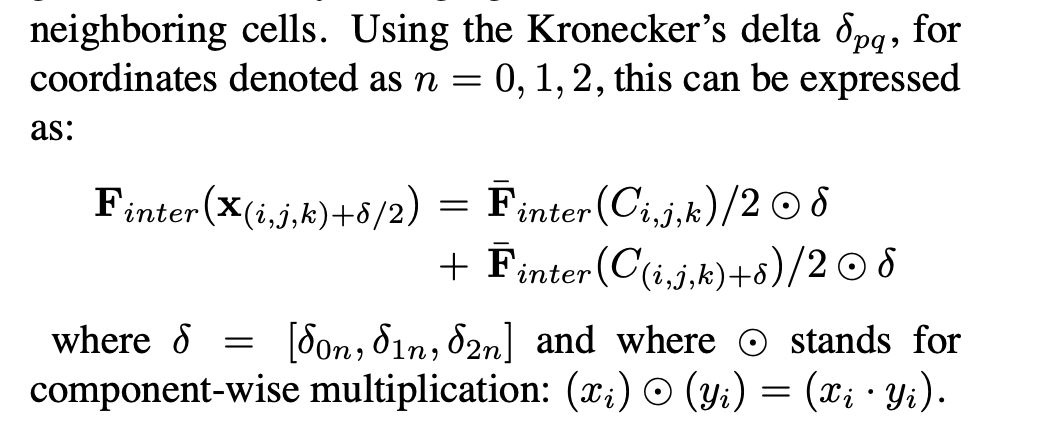 neighboring cells. Using the Kronecker's delta δ_{pq}, for
coordinates denoted as n = 0, 1, 2, this can be expressed
as:
F_{inter}(x_{(i,j,k)+δ/2}) = F̄_{inter}(C_{i,j,k})/2 ⊙ δ
+ F̄_{inter}(C_{(i,j,k)+δ})/2 ⊙ δ
where δ = [δ_{0n}, δ_{1n}, δ_{2n}] and where ⊙ stands for
component-wise multiplication: (x_i) ⊙ (y_i) = (x_i · y_i).